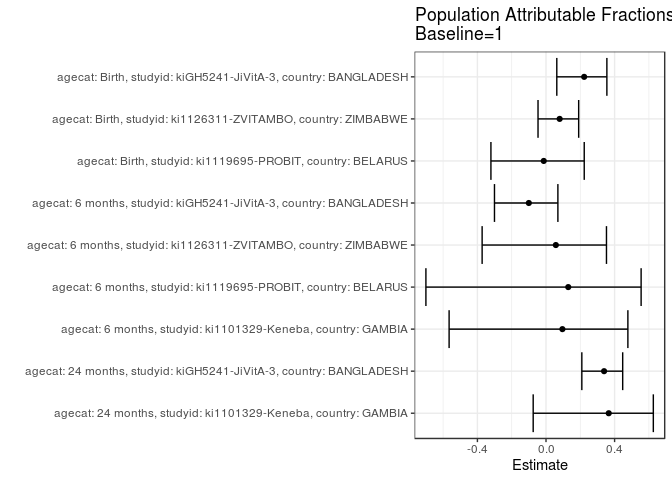 Population Attributable Fractions
Baseline=1
agecat: Birth, studyid: kiGH5241-JiVitA-3, country: BANGLADESH
agecat: Birth, studyid: ki1126311-ZVITAMBO, country: ZIMBABWE
agecat: Birth, studyid: ki1119695-PROBIT, country: BELARUS
agecat: 6 months, studyid: kiGH5241-JiVitA-3, country: BANGLADESH
agecat: 6 months, studyid: ki1126311-ZVITAMBO, country: ZIMBABWE
agecat: 6 months, studyid: ki1119695-PROBIT, country: BELARUS
agecat: 6 months, studyid: ki1101329-Keneba, country: GAMBIA
agecat: 24 months, studyid: kiGH5241-JiVitA-3, country: BANGLADESH
agecat: 24 months, studyid: ki1101329-Keneba, country: GAMBIA
-0.4 0.0 0.4
Estimate